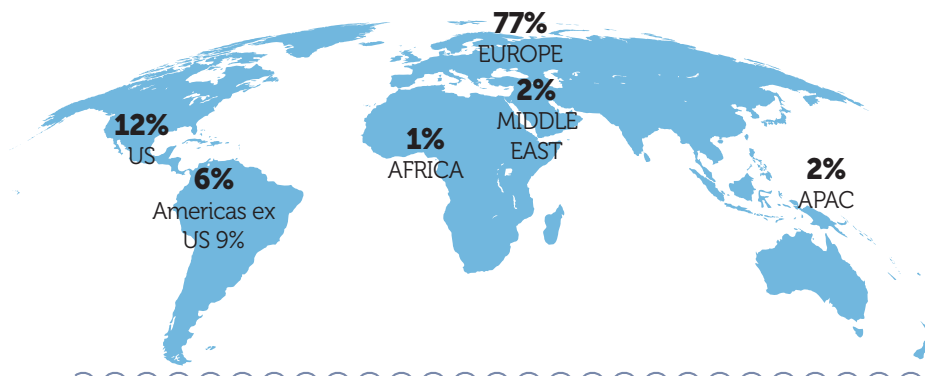 77%
EUROPE
2%
MIDDLE
EAST
12%
US
1%
AFRICA
6%
Americas ex
US 9%
2%
APAC